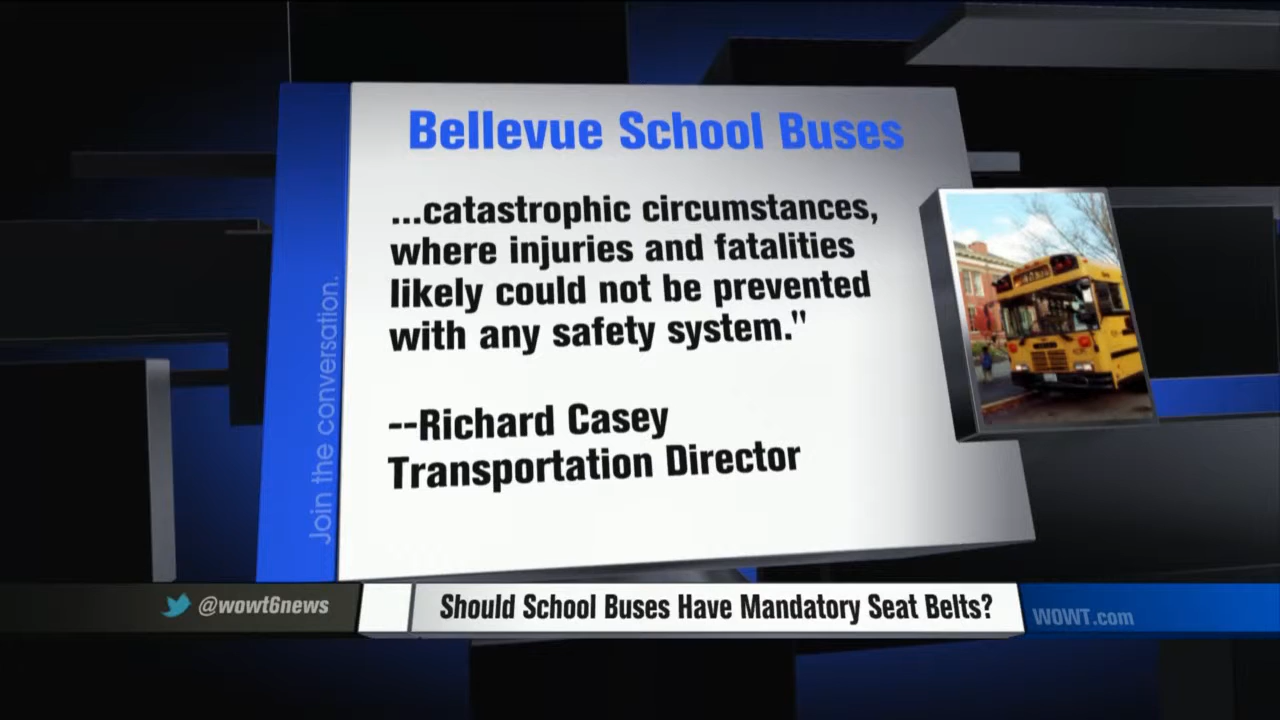 Bellevue School Buses
...catastrophic circumstances,
where injuries and fatalities
likely could not be prevented
with any safety system."
--Richard Casey
Transportation Director
Join the conversation.
@wowt6news
Should School Buses Have Mandatory Seat Belts?
WOWT.com